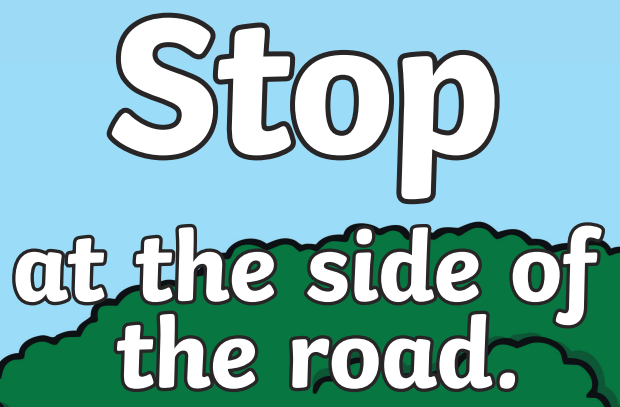 Stop
at the side of
the road.